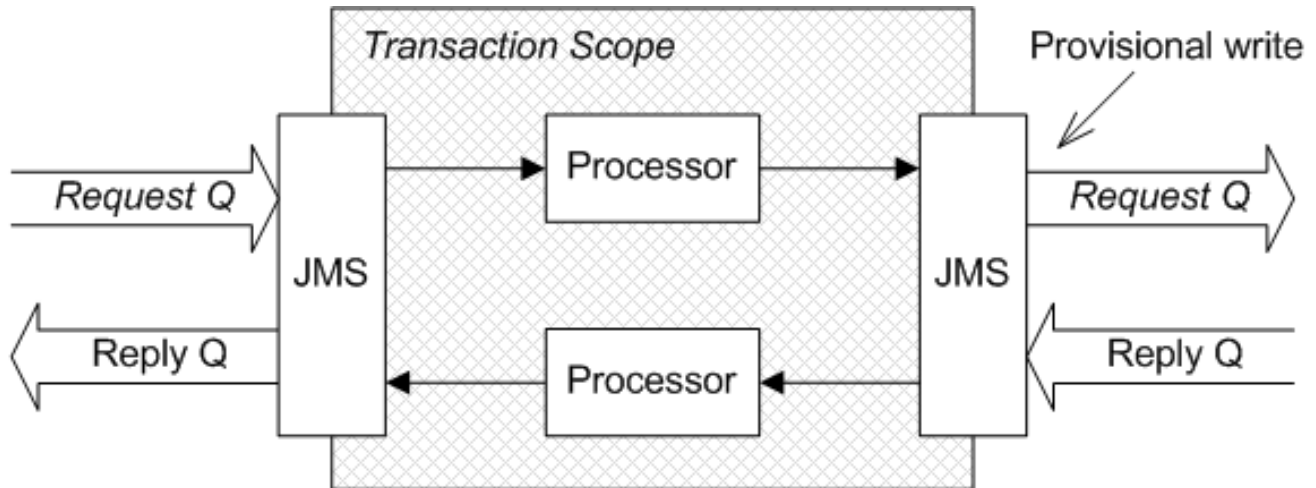 Transaction Scope
Provisional write
Processor
Request Q
Request Q
JMS
JMS
Reply Q
Reply Q
Processor